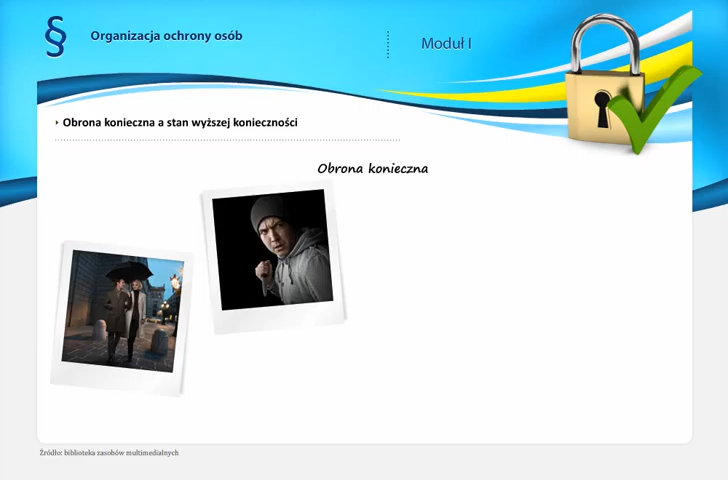 §
Organizacja ochrony osób
Moduł I
Obrona konieczna a stan wyższej konieczności
Obrona konieczna
Źródło: biblioteka zasobów multimedialnych